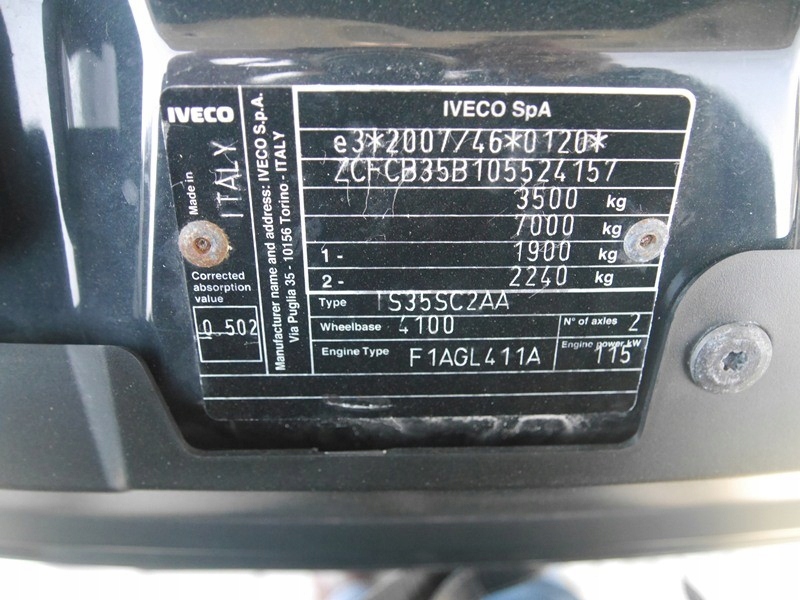 IVECO
Made in
ITALY
Corrected
absorption
value
0.502
Manufacturer name and address: IVECO S.p.A.
Via Puglia 35 - 10156 Torino - ITALY
IVECO SpA
e3*2007/46*0120*
ZCFCB35B105524157
3500 kg
7000 kg
1- 1900 kg
2- 2240 kg
Type IS35SC2AA
Wheelbase 4100 N° of axles 2
Engine Type F1AGL411A Engine power kW 115